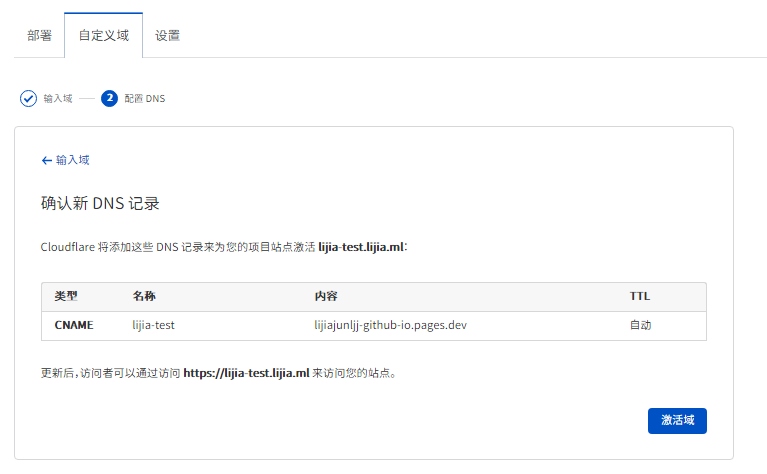 部署 自定义域 设置
输入域 2 配置 DNS
← 输入域
确认新 DNS 记录
Cloudflare 将添加这些 DNS 记录来为您的项目站点激活 lijia-test.lijia.ml：
类型 名称 内容 TTL
CNAME lijia-test lijiajunljj-github-io.pages.dev 自动
更新后，访问者可以通过访问 https://lijia-test.lijia.ml 来访问您的站点。
激活域